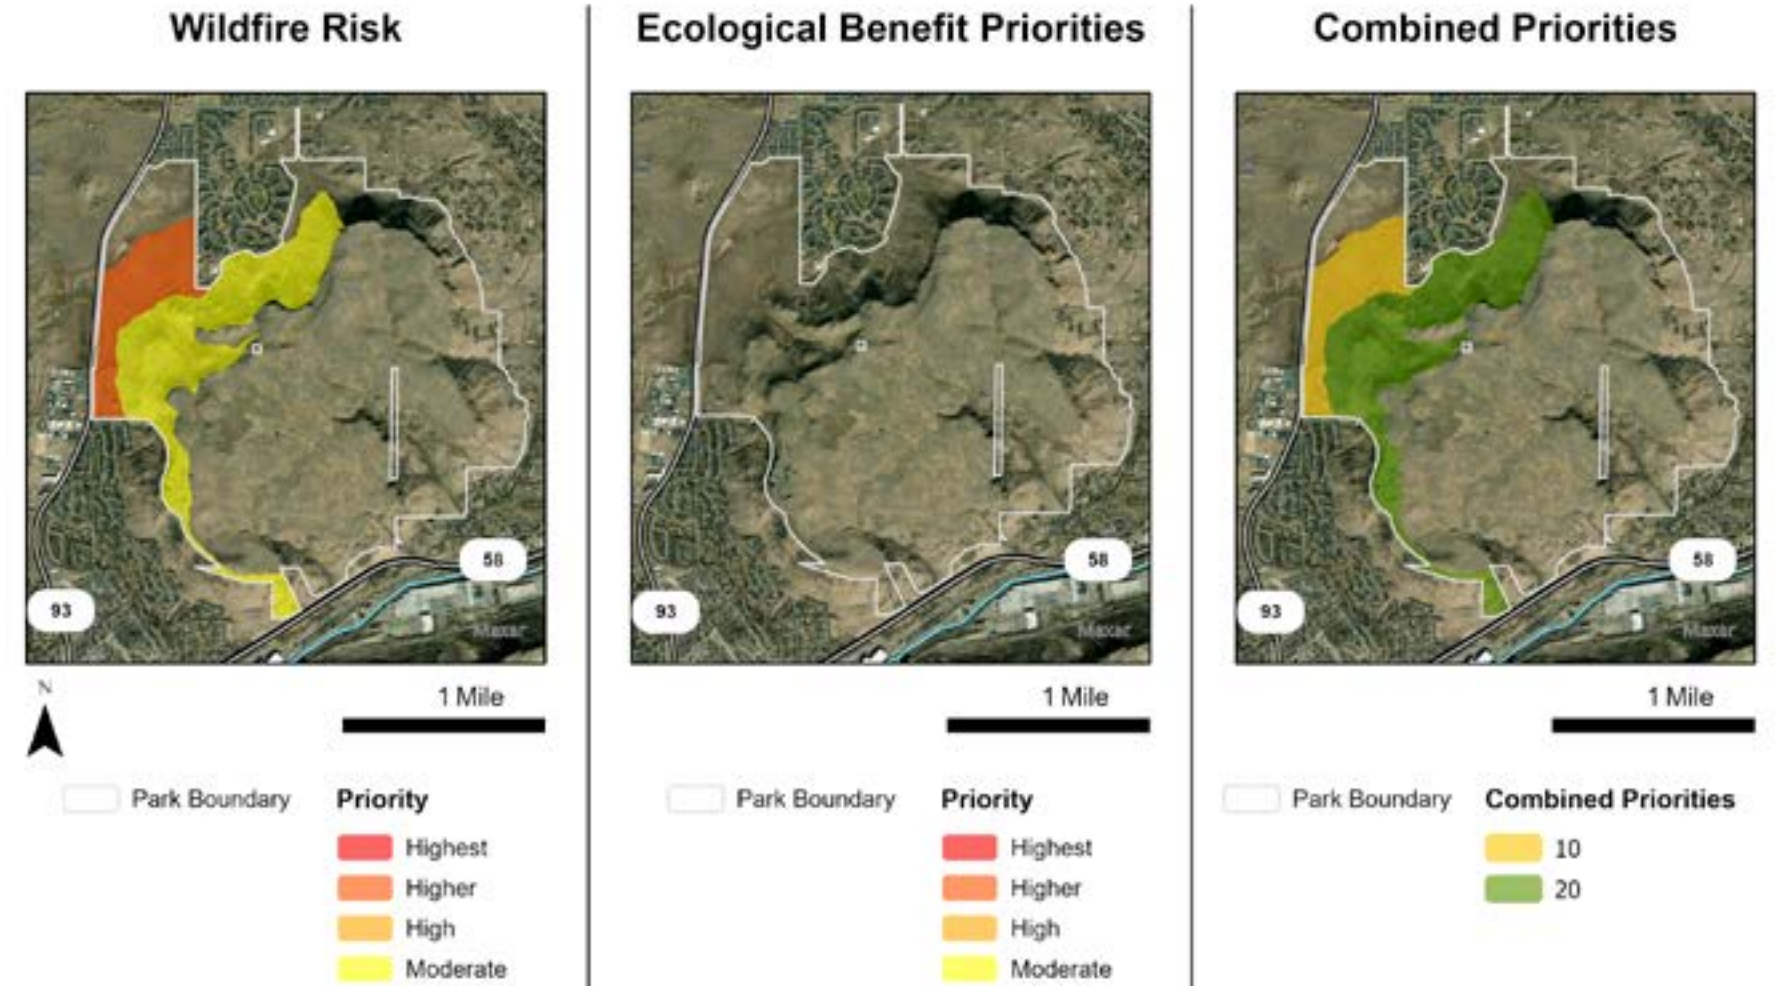 Wildfire Risk
58
93
Maxar
N
1 Mile
Park Boundary
Priority
Highest
Higher
High
Moderate
Ecological Benefit Priorities
58
93
Maxar
1 Mile
Park Boundary
Priority
Highest
Higher
High
Moderate
Combined Priorities
58
93
Maxar
1 Mile
Park Boundary
Combined Priorities
10
20